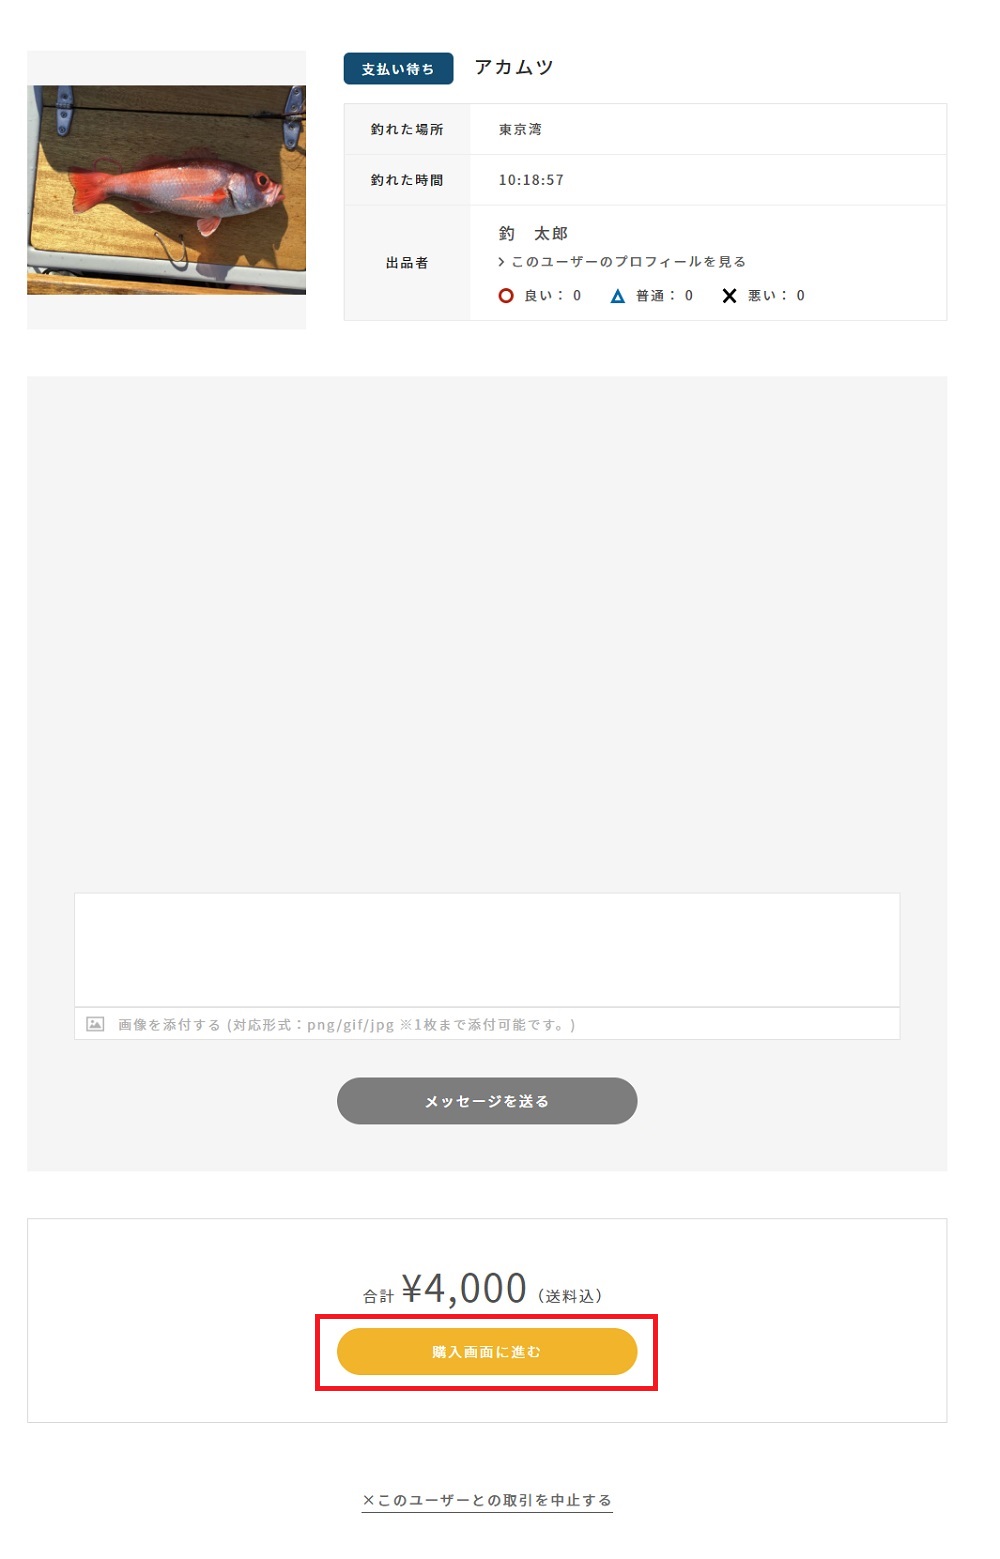 支払い待ち アカムツ
釣れた場所 東京湾
釣れた時間 10:18:57
出品者
釣　太郎
> このユーザーのプロフィールを見る
良い： 0 普通： 0 悪い： 0
画像を添付する (対応形式：png/gif/jpg ※1枚まで添付可能です。)
メッセージを送る
合計 ¥4,000（送料込）
購入画面に進む
×このユーザーとの取引を中止する